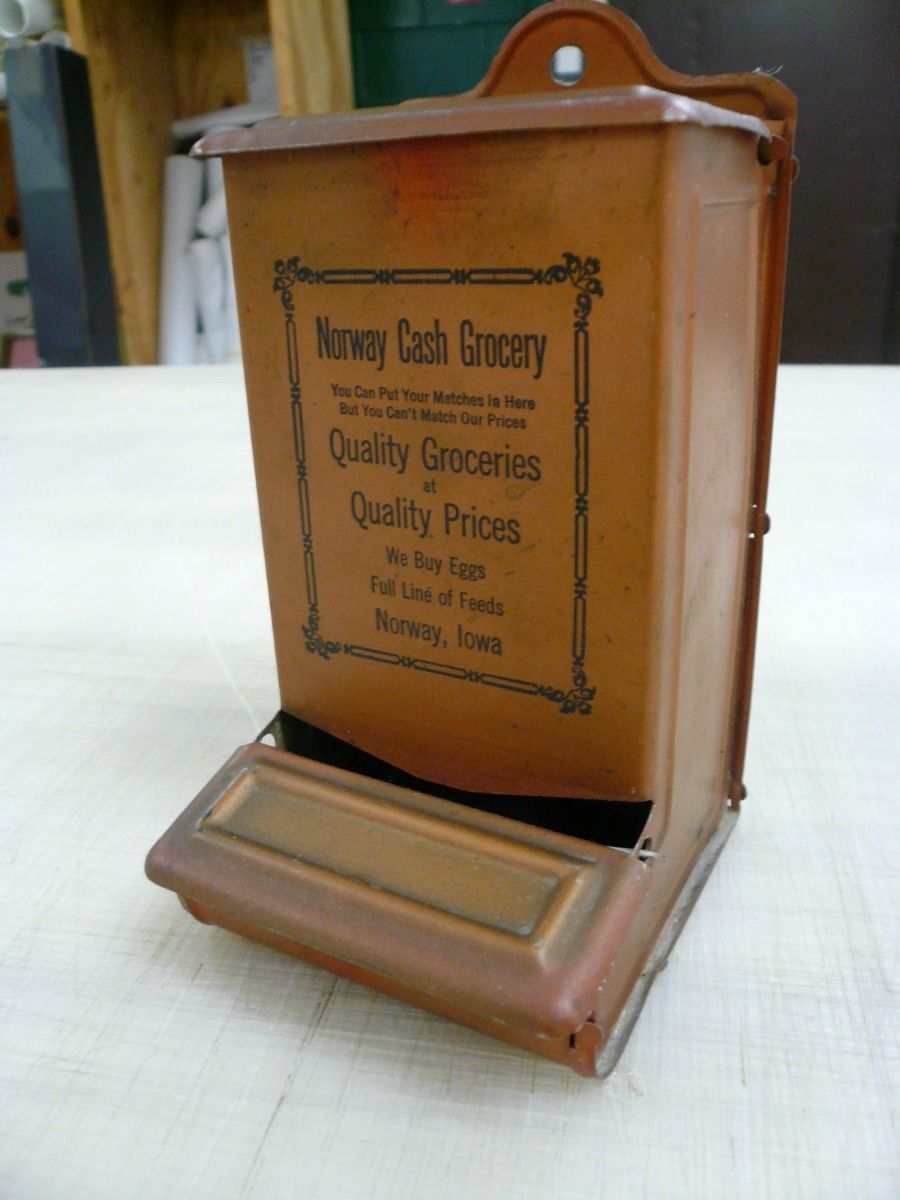 Norway Cash Grocery
You Can Put Your Matches in Here
But You Can't Match Our Prices
Quality Groceries
at
Quality Prices
We Buy Eggs
Full Line of Feeds
Norway, Iowa